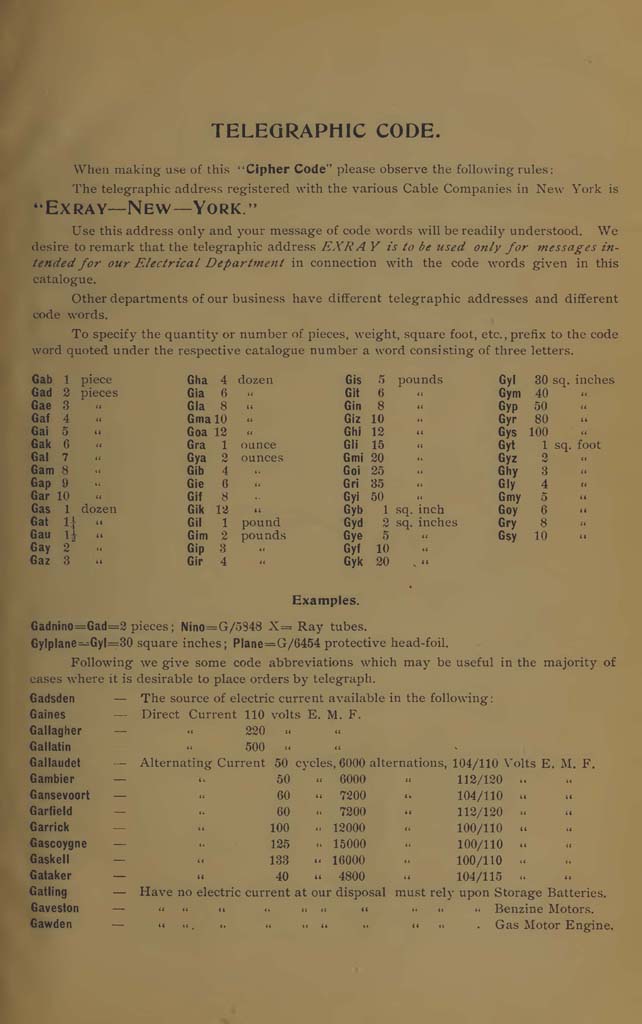 TELEGRAPHIC CODE.
When making use of this "Cipher Code" please observe the following rules:
The telegraphic address registered with the various Cable Companies in New York is
"EXRAY—NEW—YORK."
Use this address only and your message of code words will be readily understood. We
desire to remark that the telegraphic address EXRAY is to be used only for messages in-
tended for our Electrical Department in connection with the code words given in this
catalogue.
Other departments of our business have different telegraphic addresses and different
code words.
To specify the quantity or number of pieces, weight, square foot, etc., prefix to the code
word quoted under the respective catalogue number a word consisting of three letters.
Gab 1 piece
Gad 2 pieces
Gae 3 "
Gaf 4 "
Gai 5 "
Gak 6 "
Gal 7 "
Gam 8 "
Gap 9 "
Gar 10 "
Gas 1 dozen
Gat 1¼ "
Gau 1½ "
Gay 2 "
Gaz 3 "
Gha 4 dozen
Gia 6 "
Gla 8 "
Gma 10 "
Goa 12 "
Gra 1 ounce
Gya 2 ounces
Gib 4 "
Gie 6 "
Gif 8 "
Gik 12 "
Gil 1 pound
Gim 2 pounds
Gip 3 "
Gir 4 "
Gis 5 pounds
Git 6 "
Gin 8 "
Giz 10 "
Ghi 12 "
Gli 15 "
Gmi 20 "
Goi 25 "
Gri 35 "
Gyi 50 "
Gyb 1 sq. inch
Gyd 2 sq. inches
Gye 5 "
Gyf 10 "
Gyk 20 "
Gyl 30 sq. inches
Gym 40 "
Gyp 50 "
Gyr 80 "
Gys 100 "
Gyt 1 sq. foot
Gyz 2 "
Ghy 3 "
Gly 4 "
Gmy 5 "
Goy 6 "
Gry 8 "
Gsy 10 "
Examples.
Gadnino=Gad=2 pieces; Nino=G/5848 X= Ray tubes.
Gylplane=Gyl=30 square inches; Plane=G/6454 protective head-foil.
Following we give some code abbreviations which may be useful in the majority of
cases where it is desirable to place orders by telegraph.
Gadsden — The source of electric current available in the following:
Gaines — Direct Current 110 volts E. M. F.
Gallagher — " 220 " "
Gallatin " 500 " "
Gallaudet — Alternating Current 50 cycles, 6000 alternations, 104/110 Volts E. M. F.
Gambier — " 50 " 6000 " 112/120 " "
Gansevoort — " 60 " 7200 " 104/110 " "
Garfield — " 60 " 7200 " 112/120 " "
Garrick — " 100 " 12000 " 100/110 " "
Gascoygne — " 125 " 15000 " 100/110 " "
Gaskell — " 133 " 16000 " 100/110 " "
Gataker — " 40 " 4800 " 104/115 " "
Gatling — Have no electric current at our disposal must rely upon Storage Batteries.
Gaveston — " " " " " " " " " " Benzine Motors.
Gawden — " " " " " " " " " . Gas Motor Engine.